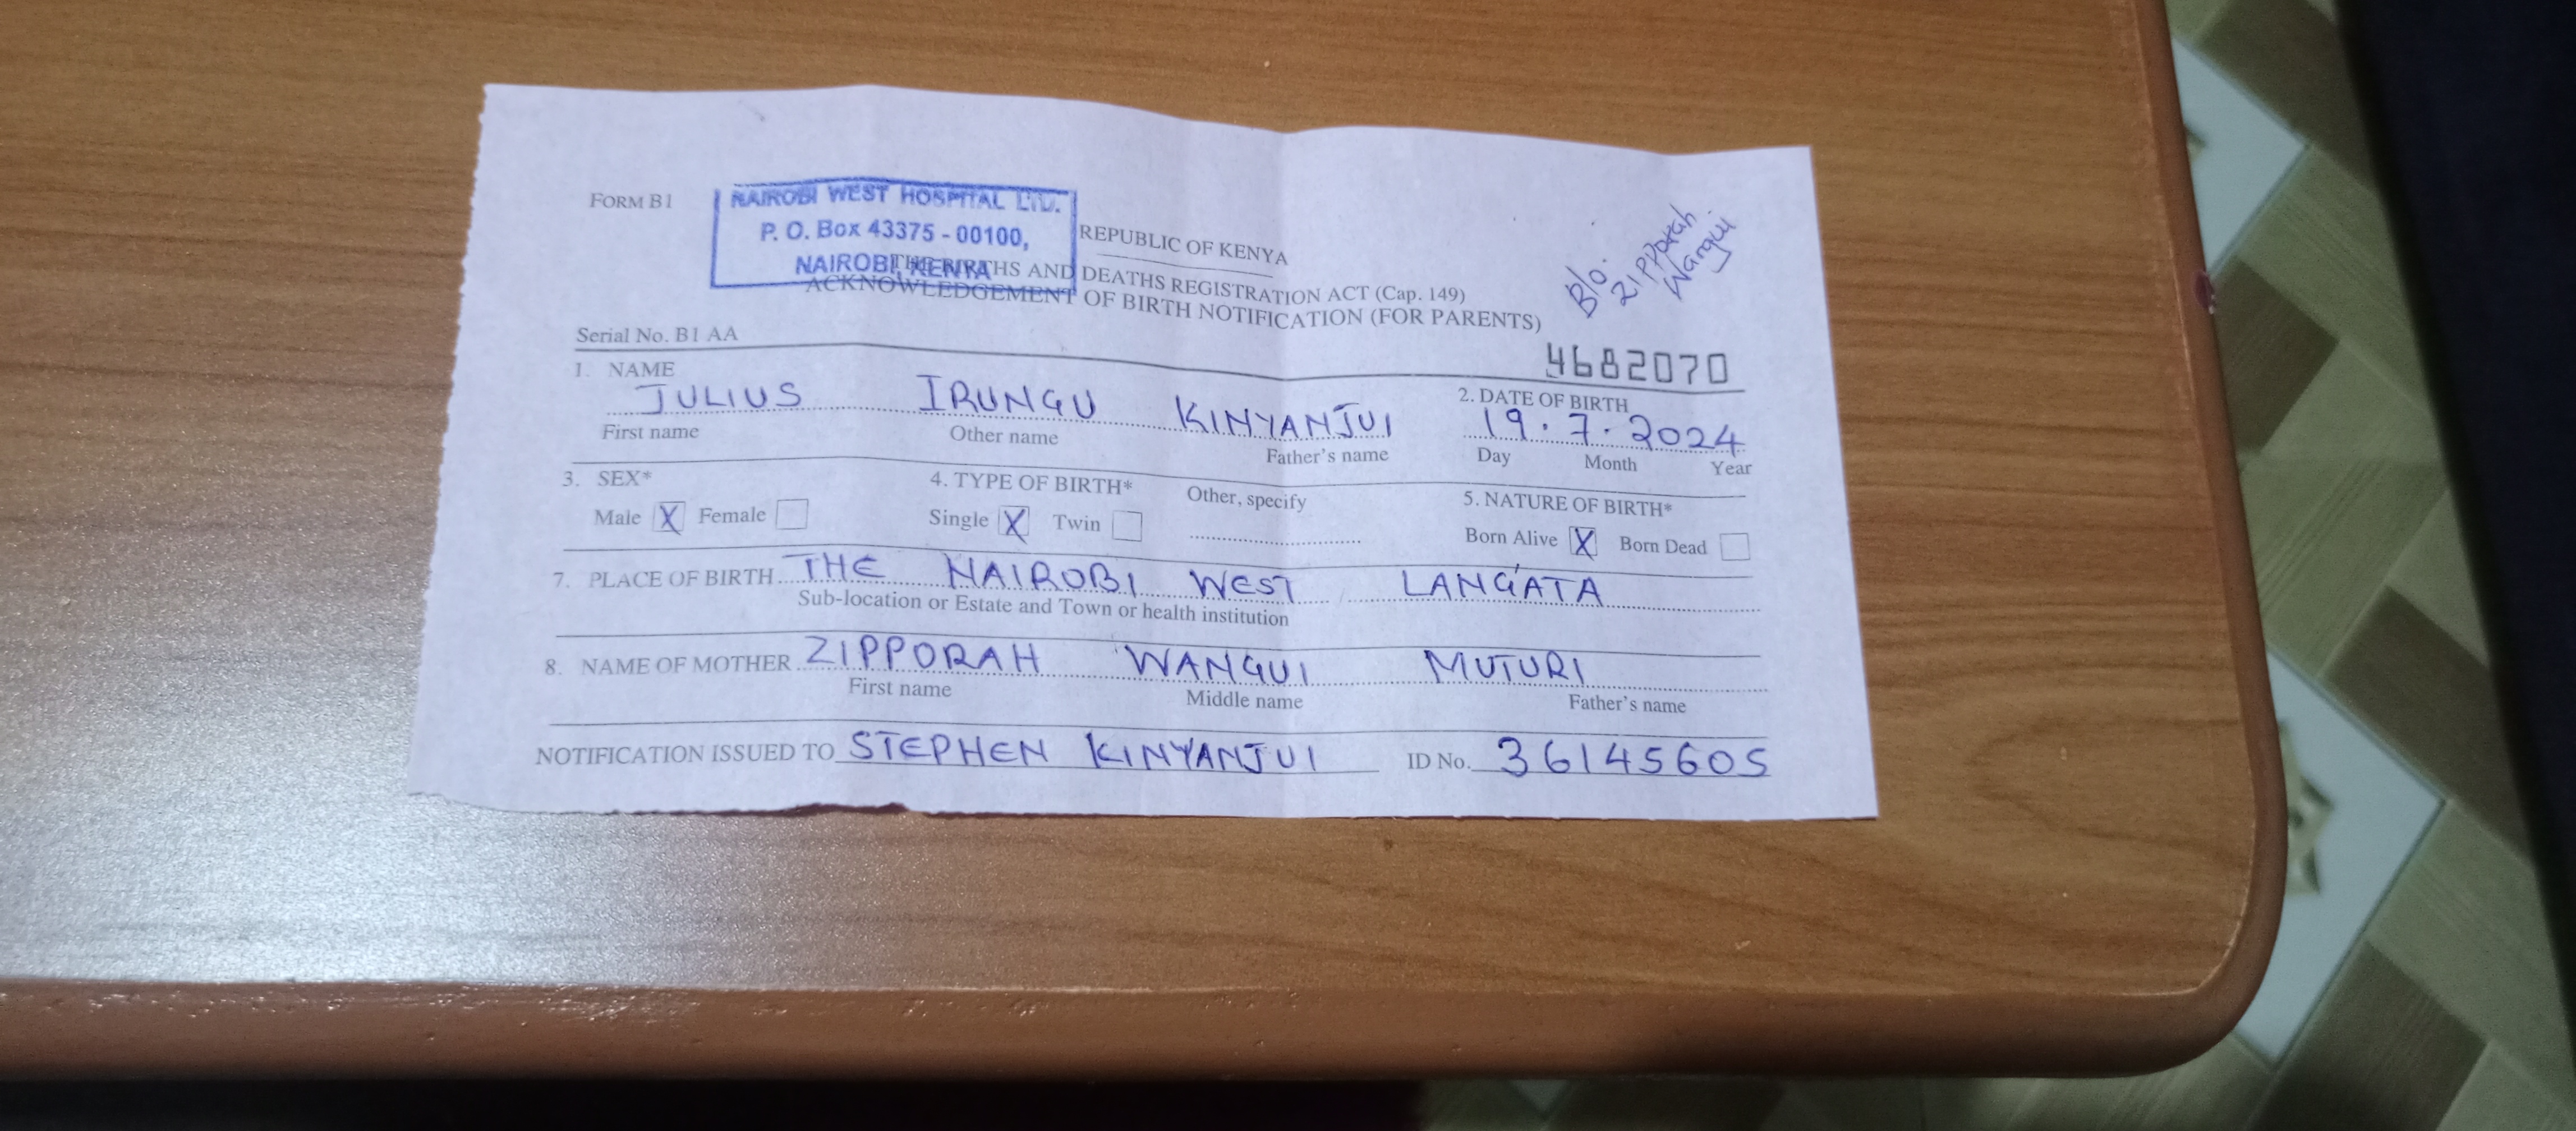 FORM B1
NAIROBI WEST HOSPITAL LTD.
P. O. Box 43375 - 00100,
NAIROBI, KENYA
REPUBLIC OF KENYA
THE BIRTHS AND DEATHS REGISTRATION ACT (Cap. 149)
ACKNOWLEDGEMENT OF BIRTH NOTIFICATION (FOR PARENTS)
B/o.
Zipporah
Wangui
Serial No. B1 AA 4682070
1. NAME 2. DATE OF BIRTH
JULIUS IRUNGU KINYANJUI 19.7.2024
First name Other name Father's name Day Month Year
3. SEX* 4. TYPE OF BIRTH* Other, specify 5. NATURE OF BIRTH*
Male X Female Single X Twin Born Alive X Born Dead
7. PLACE OF BIRTH THE NAIROBI WEST LANG'ATA
Sub-location or Estate and Town or health institution
8. NAME OF MOTHER ZIPPORAH WANGUI MUTURI
First name Middle name Father's name
NOTIFICATION ISSUED TO STEPHEN KINYANJUI ID No. 36145605